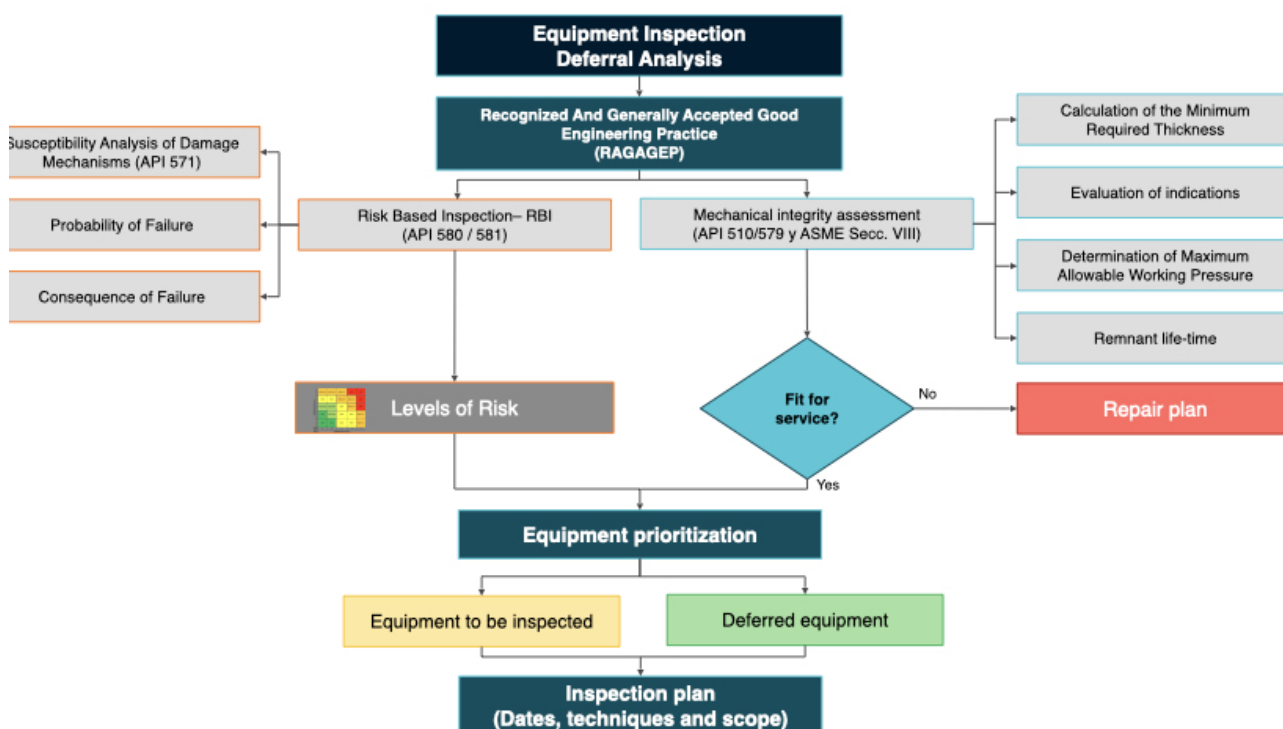 Equipment Inspection
Deferral Analysis
Recognized And Generally Accepted Good
Engineering Practice
(RAGAGEP)
Susceptibility Analysis of Damage
Mechanisms (API 571)
Probability of Failure
Consequence of Failure
Risk Based Inspection– RBI
(API 580 / 581)
Mechanical integrity assessment
(API 510/579 y ASME Secc. VIII)
Calculation of the Minimum
Required Thickness
Evaluation of indications
Determination of Maximum
Allowable Working Pressure
Remnant life-time
Levels of Risk
Fit for
service?
No
Repair plan
Yes
Equipment prioritization
Equipment to be inspected
Deferred equipment
Inspection plan
(Dates, techniques and scope)